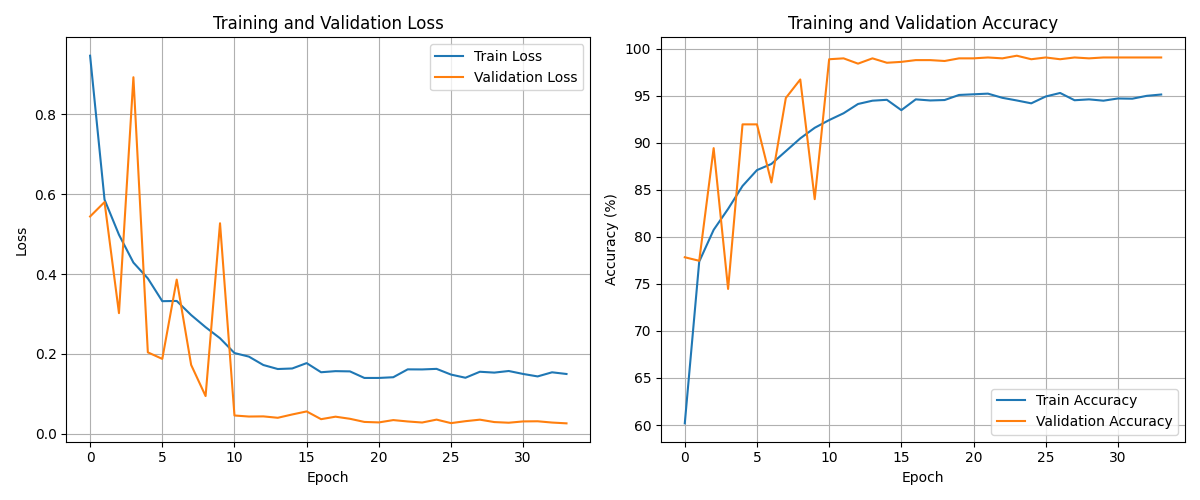 Training and Validation Loss
Train Loss
Validation Loss
0.8
0.6
0.4
0.2
0.0
Loss
0 5 10 15 20 25 30
Epoch
Training and Validation Accuracy
100
95
90
85
80
75
70
65
60
Accuracy (%)
Train Accuracy
Validation Accuracy
0 5 10 15 20 25 30
Epoch